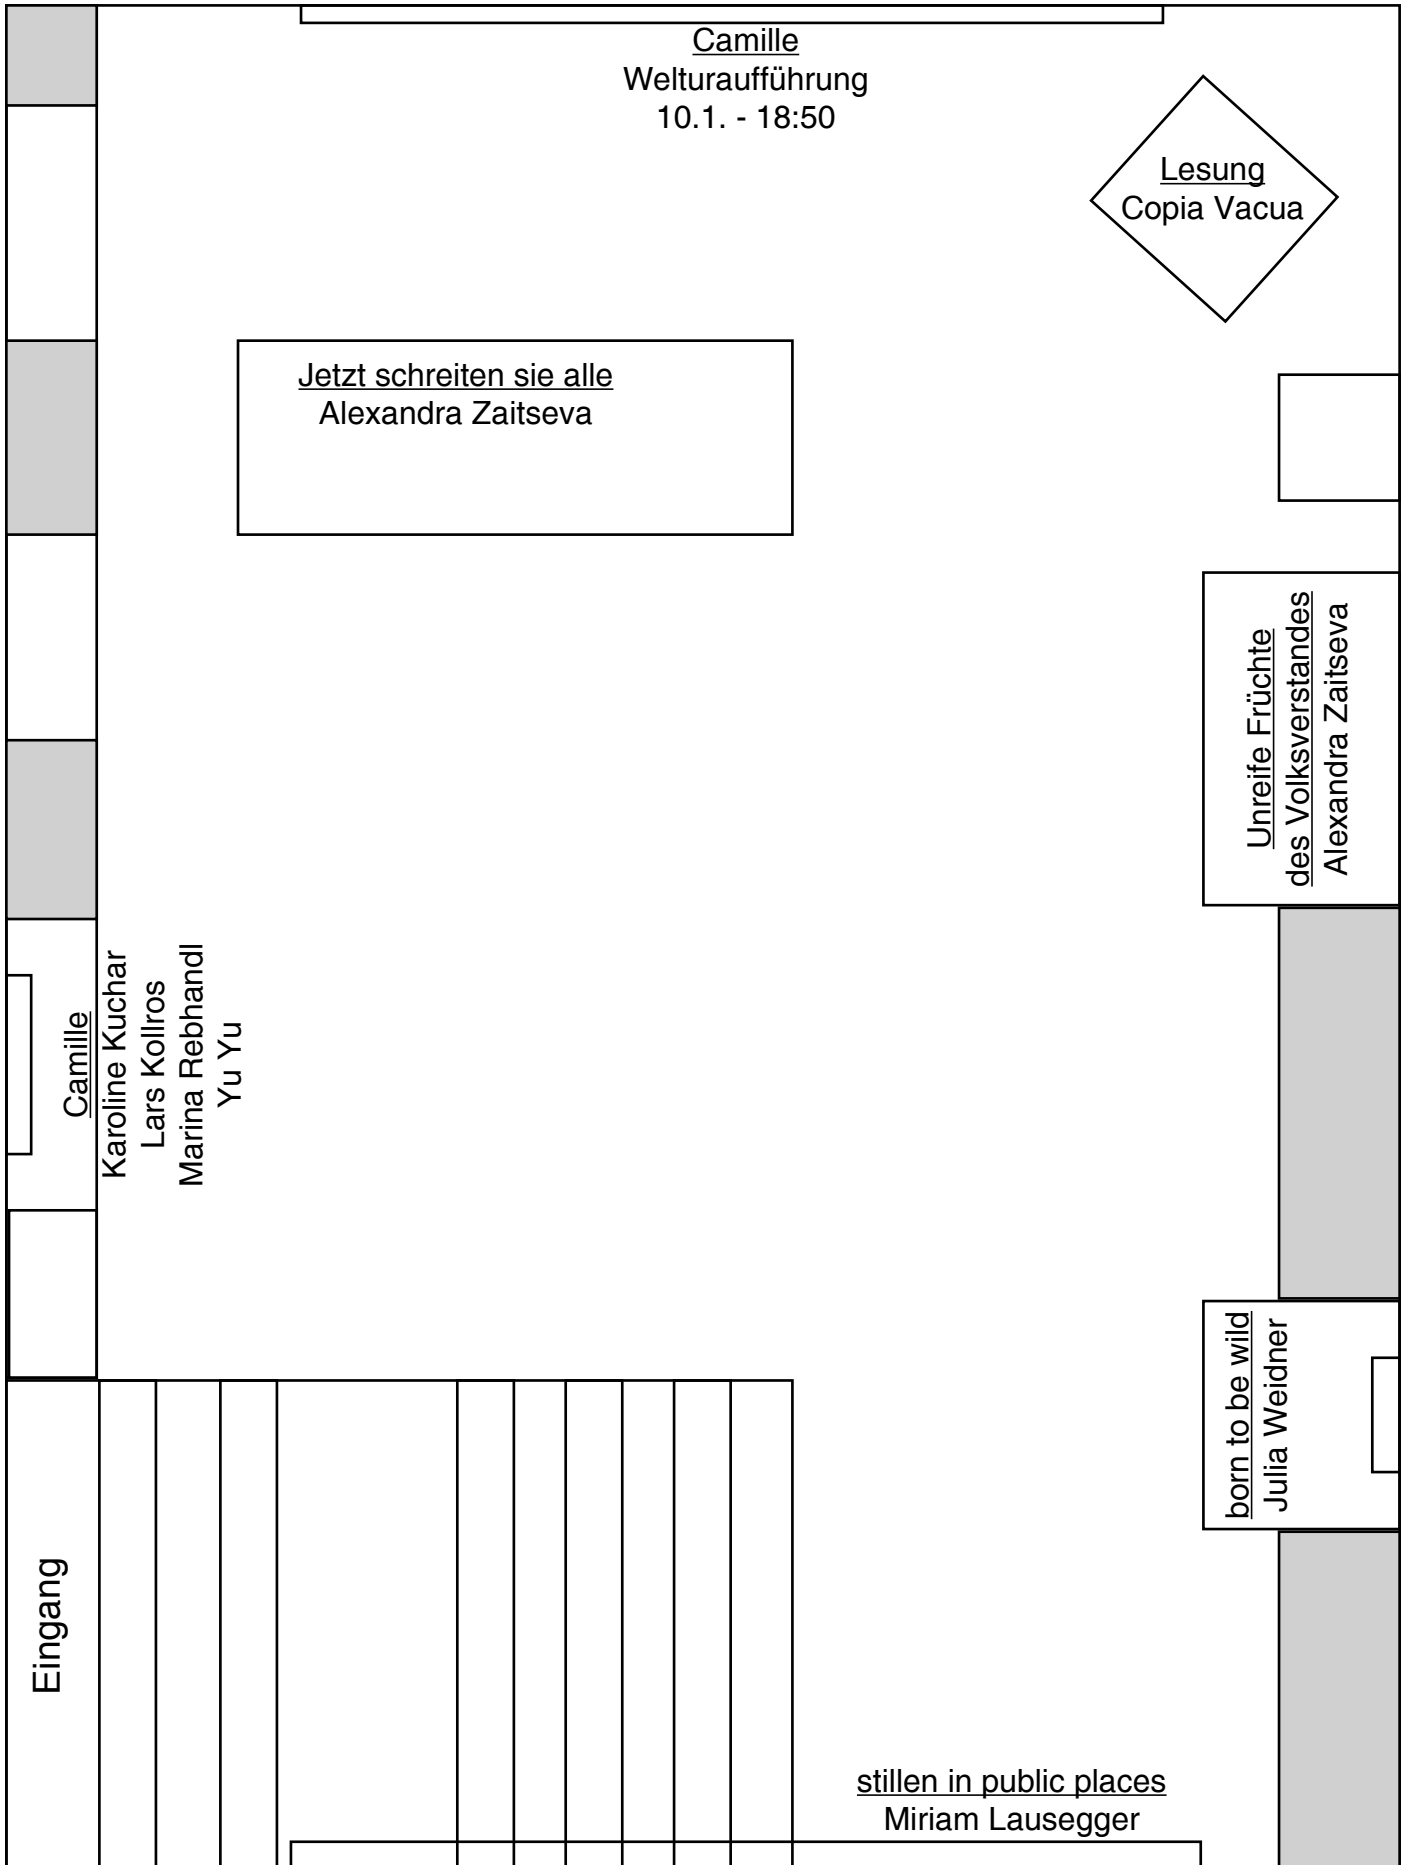 Camille
Welturaufführung
10.1. - 18:50
Lesung
Copia Vacua
Jetzt schreiten sie alle
Alexandra Zaitseva
Unreife Früchte
des Volksverstandes
Alexandra Zaitseva
Camille
Karoline Kuchar
Lars Kollros
Marina Rebhandl
Yu Yu
born to be wild
Julia Weidner
Eingang
stillen in public places
Miriam Lausegger